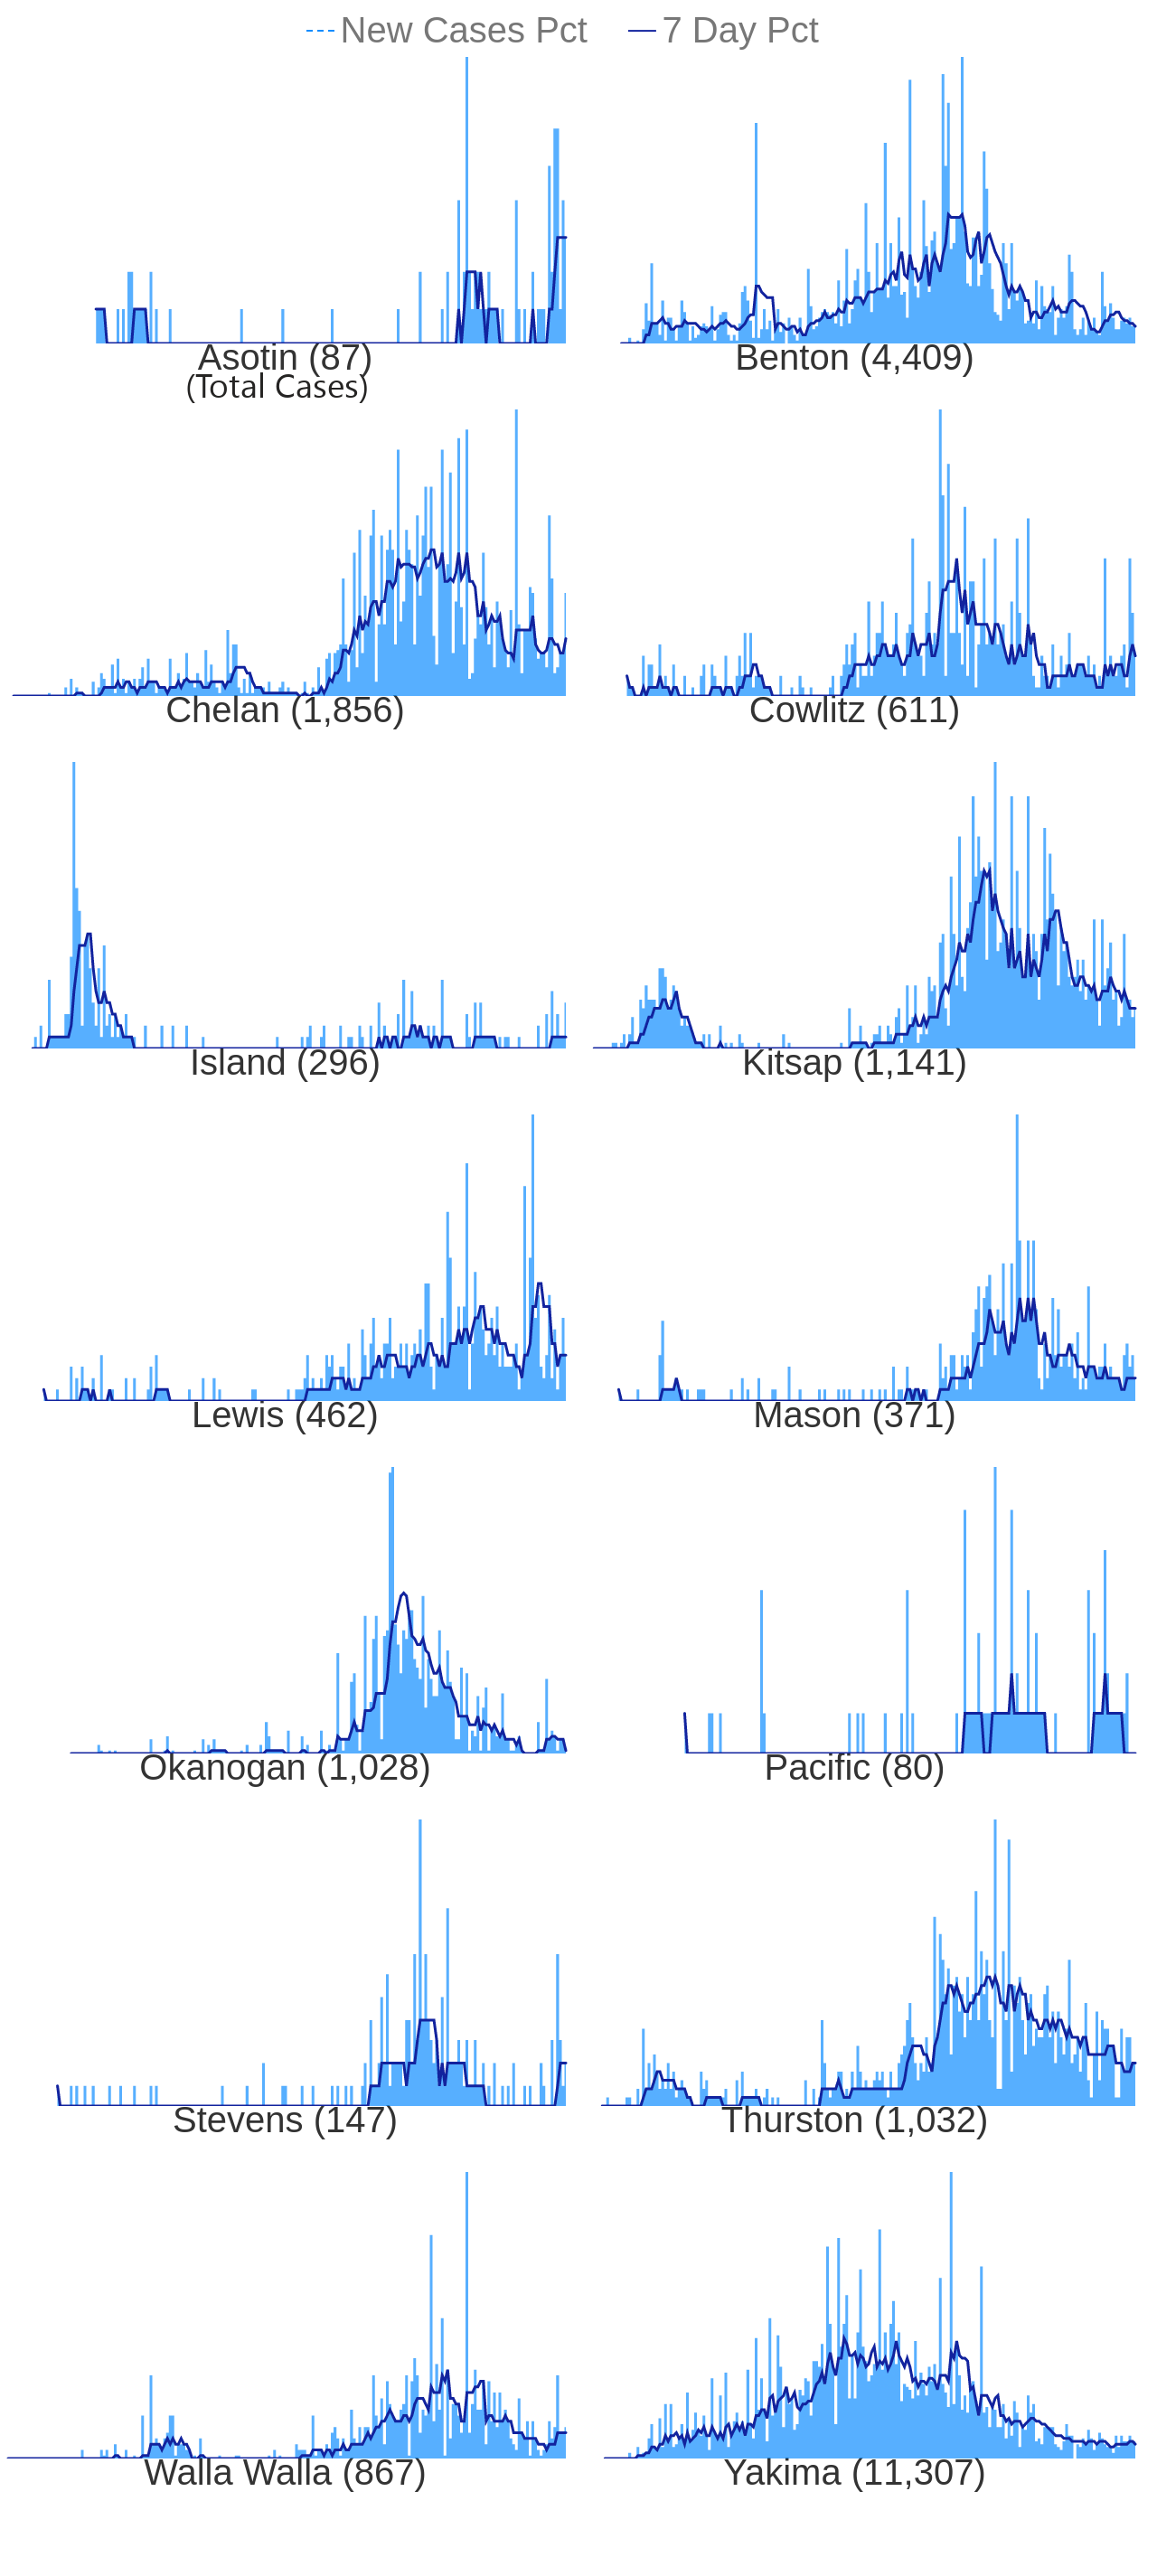 New Cases Pct 7 Day Pct
Asotin (87) Benton (4,409)
(Total Cases)
Chelan (1,856) Cowlitz (611)
Island (296) Kitsap (1,141)
Lewis (462) Mason (371)
Okanogan (1,028) Pacific (80)
Stevens (147) Thurston (1,032)
Walla Walla (867) Yakima (11,307)